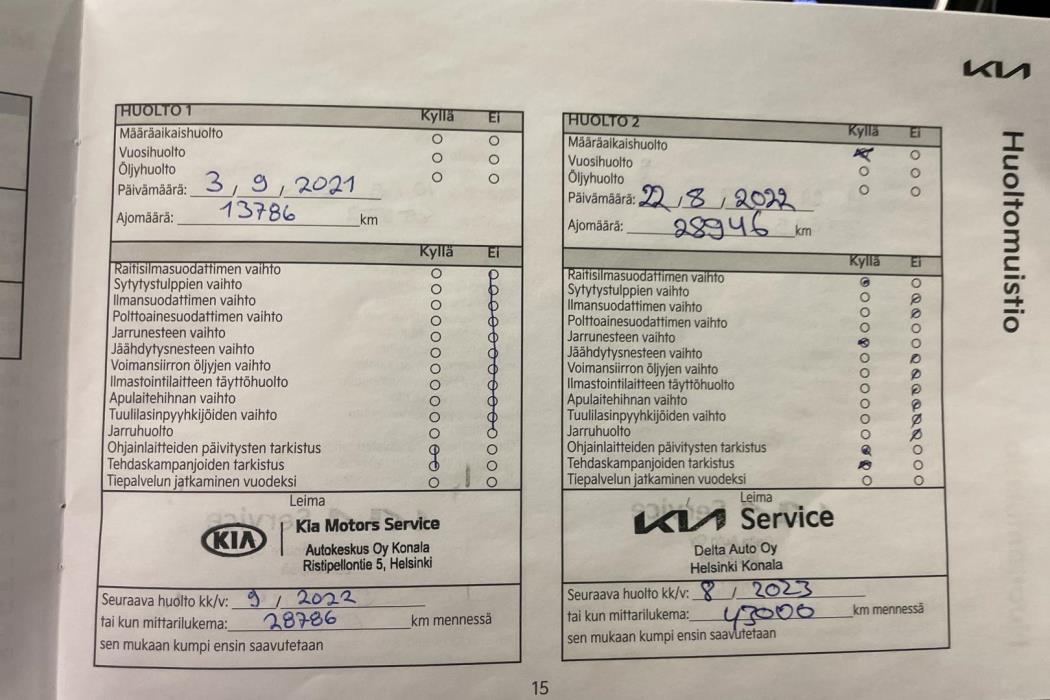 KIA
Huoltomuistio
HUOLTO 1 Kyllä Ei
Määräaikaishuolto
Vuosihuolto
Öljyhuolto
Päivämäärä: 3 / 9 / 2021
Ajomäärä: 13786 km
Kyllä Ei
Raitisilmasuodattimen vaihto
Sytytystulppien vaihto
Ilmansuodattimen vaihto
Polttoainesuodattimen vaihto
Jarrunesteen vaihto
Jäähdytysnesteen vaihto
Voimansiirron öljyjen vaihto
Ilmastointilaitteen täyttöhuolto
Apulaitehihnan vaihto
Tuulilasinpyyhkijöiden vaihto
Jarruhuolto
Ohjainlaitteiden päivitysten tarkistus
Tehdaskampanjoiden tarkistus
Tiepalvelun jatkaminen vuodeksi
Leima
KIA Kia Motors Service
Autokeskus Oy Konala
Ristipellontie 5, Helsinki
Seuraava huolto kk/v: 9 / 2022
tai kun mittarilukema: 28786 km mennessä
sen mukaan kumpi ensin saavutetaan
HUOLTO 2 Kyllä Ei
Määräaikaishuolto
Vuosihuolto
Öljyhuolto
Päivämäärä: 22 / 8 / 2022
Ajomäärä: 28946 km
Kyllä Ei
Raitisilmasuodattimen vaihto
Sytytystulppien vaihto
Ilmansuodattimen vaihto
Polttoainesuodattimen vaihto
Jarrunesteen vaihto
Jäähdytysnesteen vaihto
Voimansiirron öljyjen vaihto
Ilmastointilaitteen täyttöhuolto
Apulaitehihnan vaihto
Tuulilasinpyyhkijöiden vaihto
Jarruhuolto
Ohjainlaitteiden päivitysten tarkistus
Tehdaskampanjoiden tarkistus
Tiepalvelun jatkaminen vuodeksi
Leima
KIA Service
Delta Auto Oy
Helsinki Konala
Seuraava huolto kk/v: 8 / 2023
tai kun mittarilukema: 43000 km mennessä
sen mukaan kumpi ensin saavutetaan
15